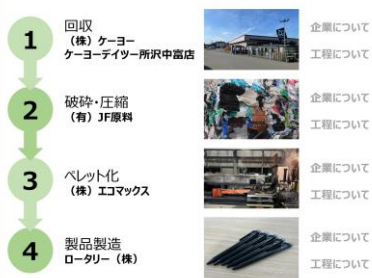 1
回収
(株)ケーヨー
ケーヨーデイツー所沢中富店
企業について
工程について
2
破砕・圧縮
(有)JF原料
企業について
工程について
3
ペレット化
(株)エコマックス
企業について
工程について
4
製品製造
ロータリー(株)
企業について
工程について